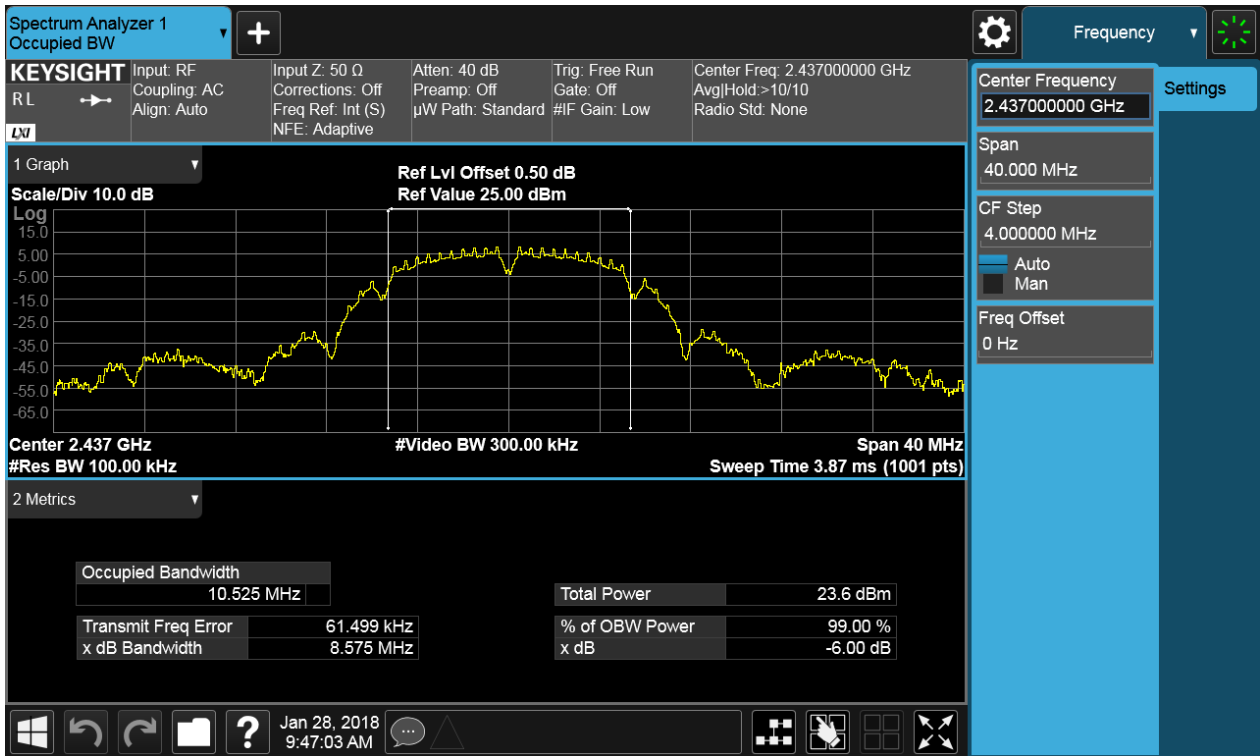 Spectrum Analyzer 1
Occupied BW
+
Frequency
KEYSIGHT
R L
LXI
Input: RF
Coupling: AC
Align: Auto
Input Z: 50 Ω
Corrections: Off
Freq Ref: Int (S)
NFE: Adaptive
Atten: 40 dB
Preamp: Off
µW Path: Standard
Trig: Free Run
Gate: Off
#IF Gain: Low
Center Freq: 2.437000000 GHz
Avg|Hold:>10/10
Radio Std: None
Center Frequency
2.437000000 GHz
Settings
Span
40.000 MHz
CF Step
4.000000 MHz
Auto
Man
Freq Offset
0 Hz
1 Graph
Scale/Div 10.0 dB
Ref Lvl Offset 0.50 dB
Ref Value 25.00 dBm
Log
15.0
5.00
-5.00
-15.0
-25.0
-35.0
-45.0
-55.0
-65.0
Center 2.437 GHz
#Video BW 300.00 kHz
Span 40 MHz
#Res BW 100.00 kHz
Sweep Time 3.87 ms (1001 pts)
2 Metrics
Occupied Bandwidth
10.525 MHz
Total Power 23.6 dBm
Transmit Freq Error 61.499 kHz
% of OBW Power 99.00 %
x dB Bandwidth 8.575 MHz
x dB -6.00 dB
?
Jan 28, 2018
9:47:03 AM